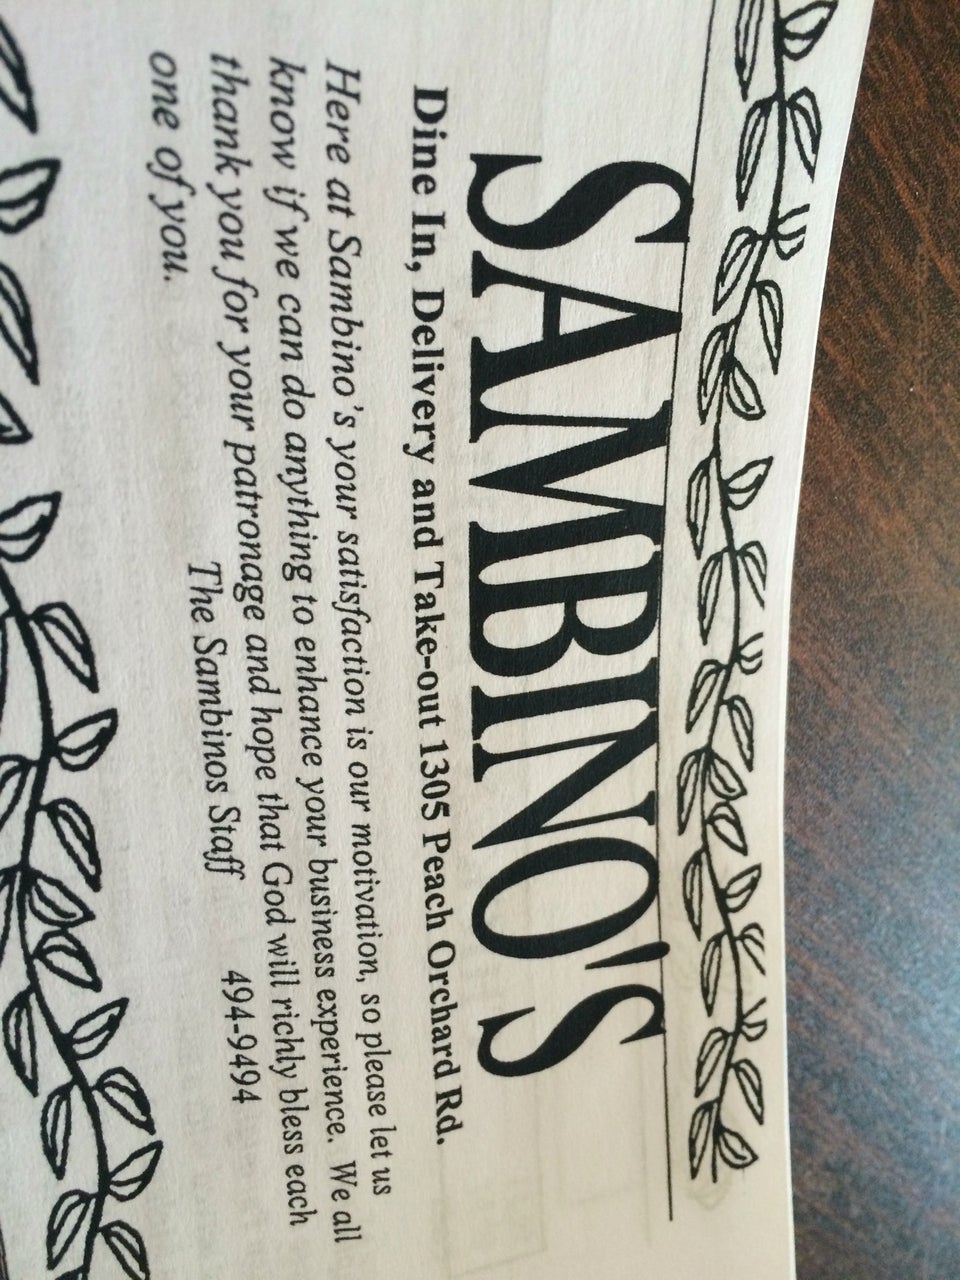 SAMBINO'S
Dine In, Delivery and Take-out 1305 Peach Orchard Rd.
Here at Sambino's your satisfaction is our motivation, so please let us
know if we can do anything to enhance your business experience. We all
thank you for your patronage and hope that God will richly bless each
one of you.
The Sambinos Staff 494-9494